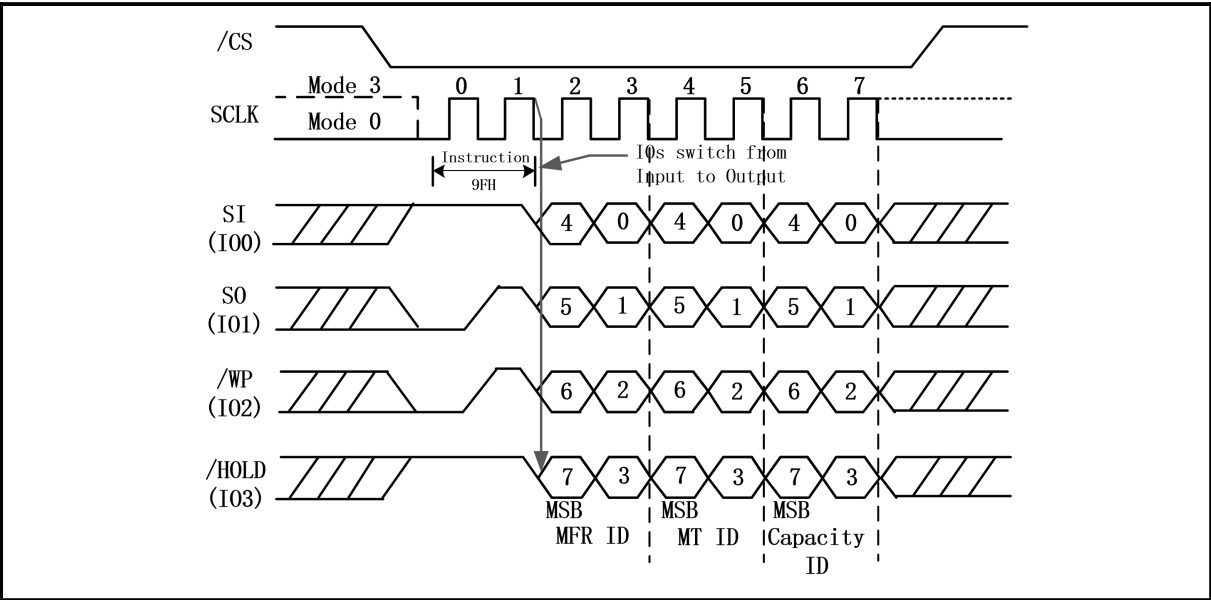 /CS
Mode 3
0 1 2 3 4 5 6 7
SCLK
Mode 0
Instruction
9FH
IOs switch from
Input to Output
SI
(IO0)
4 0 4 0 4 0
SO
(IO1)
5 1 5 1 5 1
/WP
(IO2)
6 2 6 2 6 2
/HOLD
(IO3)
7 3 7 3 7 3
MSB MSB MSB
MFR ID MT ID Capacity
ID